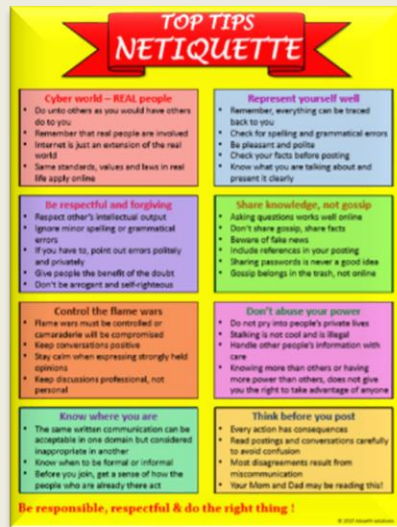 TOP TIPS
NETIQUETTE
Cyber world – REAL people
• Do unto others as you would have others
do to you
• Remember that real people are involved
• Internet is just an extension of the real
world
• Same standards, values and laws in real
life apply online
Represent yourself well
• Remember, everything can be traced
back to you
• Check for spelling and grammatical errors
• Be pleasant and polite
• Check your facts before posting
• Know what you are talking about and
present it clearly
Be respectful and forgiving
• Respect other's intellectual output
• Ignore minor spelling or grammatical
errors
• If you have to, point out errors politely
and privately
• Give people the benefit of the doubt
• Don't be arrogant and self-righteous
Share knowledge, not gossip
• Asking questions works well online
• Don't share gossip, share facts
• Beware of fake news
• Include references in your posting
• Sharing passwords is never a good idea
• Gossip belongs in the trash, not online
Control the flame wars
• Flame wars must be controlled or
camaraderie will be compromised
• Keep conversations positive
• Stay calm when expressing strongly held
opinions
• Keep discussions professional, not
personal
Don't abuse your power
• Do not pry into people's private lives
• Stalking is not cool and is illegal
• Handle other people's information with
care
• Knowing more than others or having
more power than others, does not give
you the right to take advantage of anyone
Know where you are
• The same written communication can be
acceptable in one domain but considered
inappropriate in another
• Know when to be formal or informal
• Before you join, get a sense of how the
people who are already there act
Think before you post
• Every action has consequences
• Read postings and conversations carefully
to avoid confusion
• Most disagreements result from
miscommunication
• Your Mom and Dad may be reading this!
Be responsible, respectful & do the right thing !